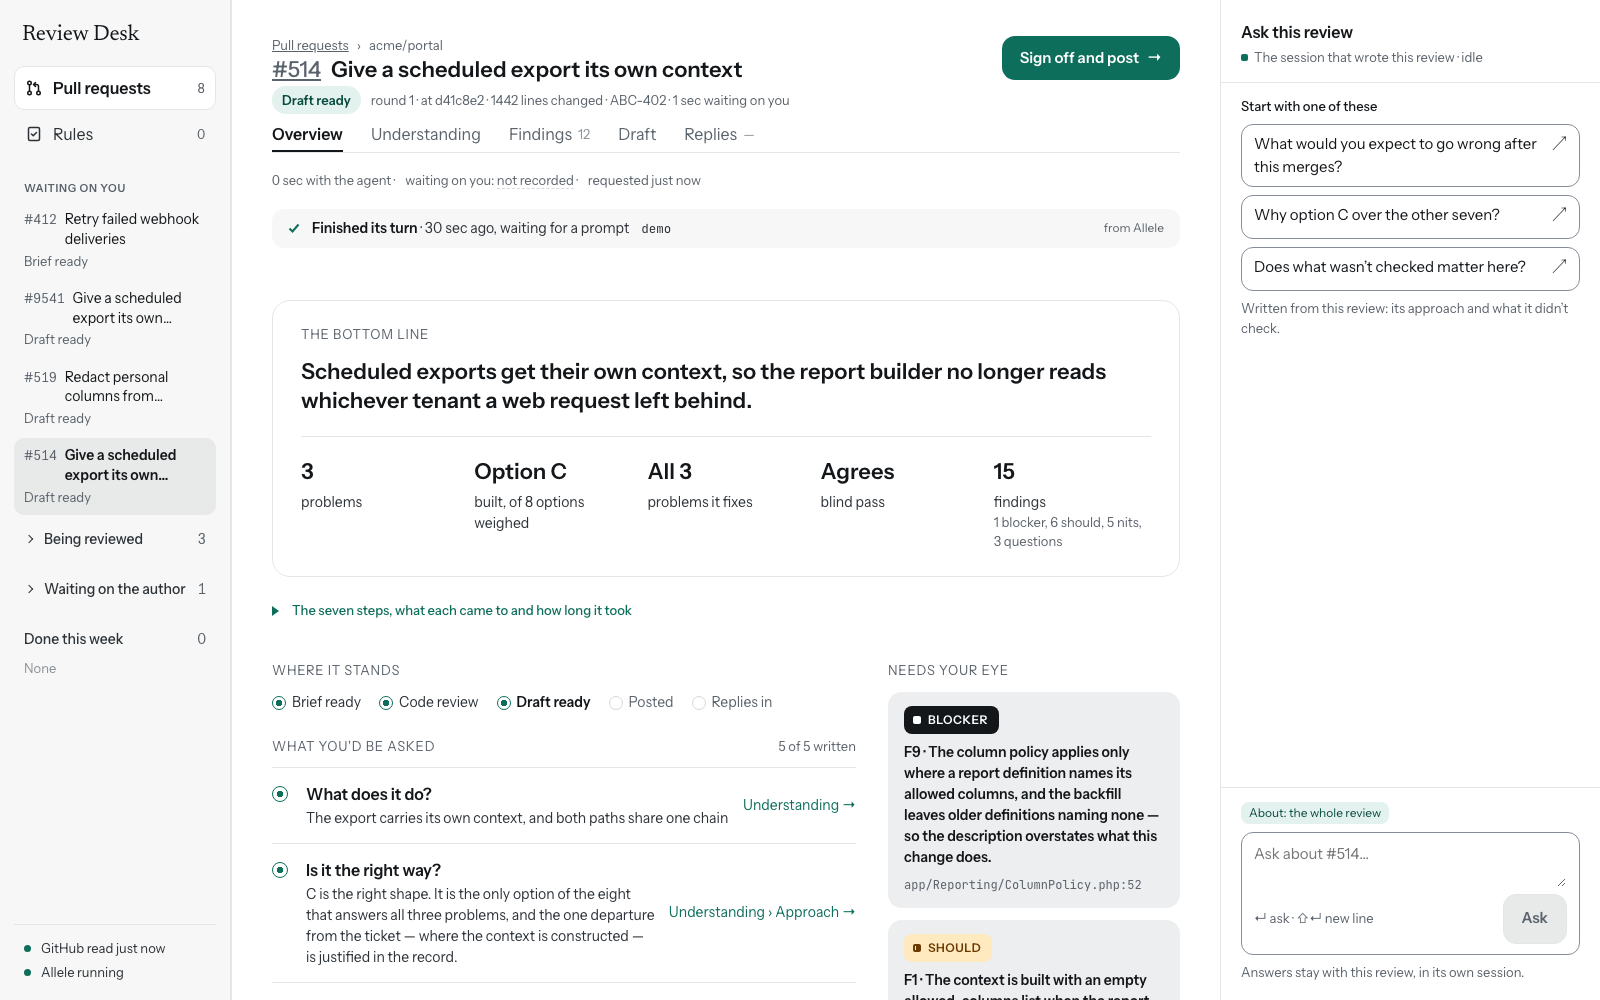 Review Desk
Pull requests 8
Rules 0
WAITING ON YOU
#412 Retry failed webhook
deliveries
Brief ready
#9541 Give a scheduled
export its own...
Draft ready
#519 Redact personal
columns from...
Draft ready
#514 Give a scheduled
export its own...
Draft ready
Being reviewed 3
Waiting on the author 1
Done this week 0
None
GitHub read just now
Allele running
Pull requests › acme/portal
#514 Give a scheduled export its own context
Sign off and post →
Draft ready round 1 · at d41c8e2 · 1442 lines changed · ABC-402 · 1 sec waiting on you
Overview Understanding Findings 12 Draft Replies —
0 sec with the agent · waiting on you: not recorded · requested just now
Finished its turn · 30 sec ago, waiting for a prompt demo from Allele
THE BOTTOM LINE
Scheduled exports get their own context, so the report builder no longer reads
whichever tenant a web request left behind.
3
problems
Option C
built, of 8 options
weighed
All 3
problems it fixes
Agrees
blind pass
15
findings
1 blocker, 6 should, 5 nits,
3 questions
The seven steps, what each came to and how long it took
WHERE IT STANDS
Brief ready Code review Draft ready Posted Replies in
WHAT YOU'D BE ASKED 5 of 5 written
What does it do?
The export carries its own context, and both paths share one chain
Understanding →
Is it the right way?
C is the right shape. It is the only option of the eight
that answers all three problems, and the one departure
from the ticket — where the context is constructed —
is justified in the record.
Understanding › Approach →
NEEDS YOUR EYE
BLOCKER
F9 · The column policy applies only
where a report definition names its
allowed columns, and the backfill
leaves older definitions naming none —
so the description overstates what this
change does.
app/Reporting/ColumnPolicy.php:52
SHOULD
F1 · The context is built with an empty
allowed columns list when the report
Ask this review
The session that wrote this review · idle
Start with one of these
What would you expect to go wrong after
this merges?
Why option C over the other seven?
Does what wasn't checked matter here?
Written from this review: its approach and what it didn't
check.
About: the whole review
Ask about #514...
↵ ask · ⇧↵ new line
Ask
Answers stay with this review, in its own session.